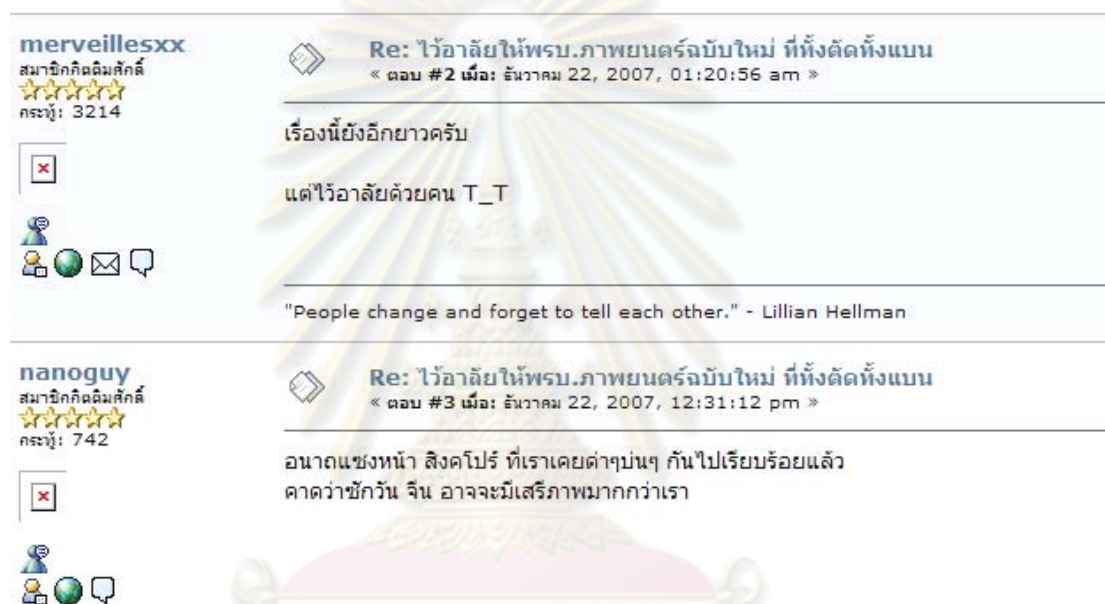 merveillesxx
สมาชิกกิตติมศักดิ์
กระทู้: 3214
Re: ไว้อาลัยให้พรบ.ภาพยนตร์ฉบับใหม่ ที่ทั้งตัดทั้งแบน
« ตอบ #2 เมื่อ: ธันวาคม 22, 2007, 01:20:56 am »
เรื่องนี้ยังอีกยาวครับ
แต่ไว้อาลัยด้วยคน T_T
"People change and forget to tell each other." - Lillian Hellman
nanoguy
สมาชิกกิตติมศักดิ์
กระทู้: 742
Re: ไว้อาลัยให้พรบ.ภาพยนตร์ฉบับใหม่ ที่ทั้งตัดทั้งแบน
« ตอบ #3 เมื่อ: ธันวาคม 22, 2007, 12:31:12 pm »
อนาถแซงหน้า สิงคโปร์ ที่เราเคยด่าๆบ่นๆ กันไปเรียบร้อยแล้ว
คาดว่าซักวัน จีน อาจจะมีเสรีภาพมากกว่าเรา